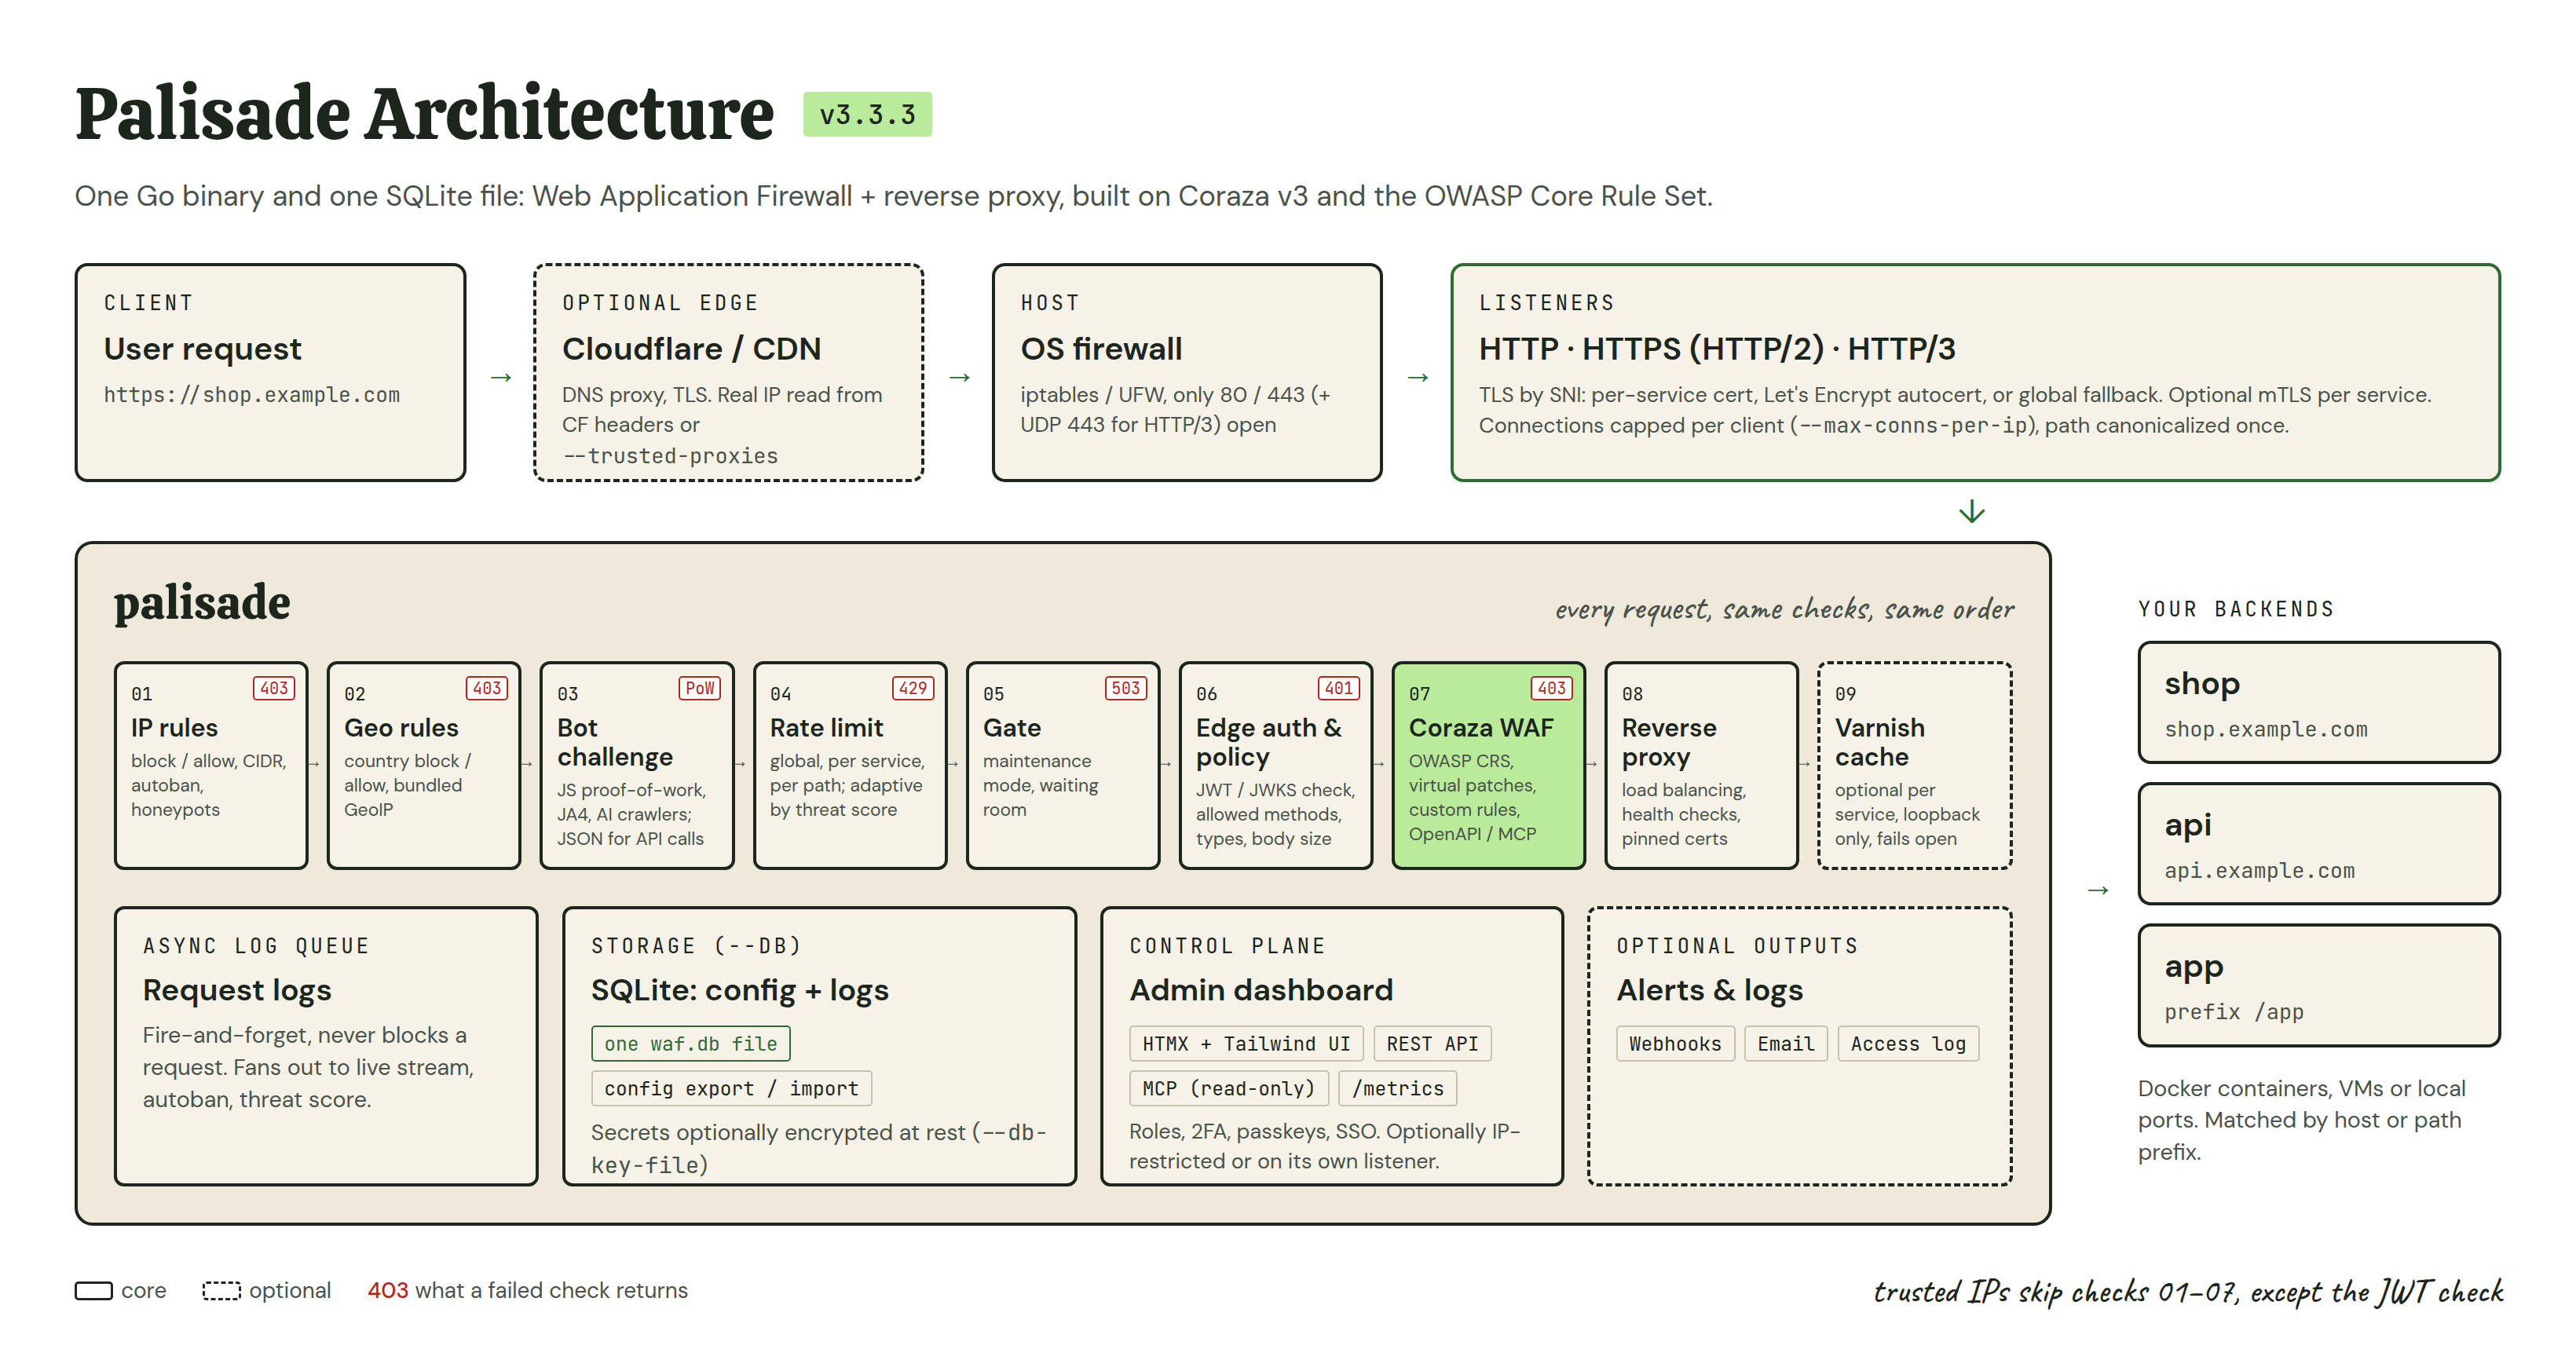 Palisade Architecture
v3.3.3
One Go binary and one SQLite file: Web Application Firewall + reverse proxy, built on Coraza v3 and the OWASP Core Rule Set.
CLIENT
User request
https://shop.example.com
→
OPTIONAL EDGE
Cloudflare / CDN
DNS proxy, TLS. Real IP read from
CF headers or
--trusted-proxies
→
HOST
OS firewall
iptables / UFW, only 80 / 443 (+
UDP 443 for HTTP/3) open
→
LISTENERS
HTTP · HTTPS (HTTP/2) · HTTP/3
TLS by SNI: per-service cert, Let's Encrypt autocert, or global fallback. Optional mTLS per service.
Connections capped per client (--max-conns-per-ip), path canonicalized once.
↓
palisade
every request, same checks, same order
01
403
IP rules
block / allow, CIDR,
autoban,
honeypots
→
02
403
Geo rules
country block /
allow, bundled
GeoIP
→
03
PoW
Bot
challenge
JS proof-of-work,
JA4, AI crawlers;
JSON for API calls
→
04
429
Rate limit
global, per service,
per path; adaptive
by threat score
→
05
503
Gate
maintenance
mode, waiting
room
→
06
401
Edge auth &
policy
JWT / JWKS check,
allowed methods,
types, body size
→
07
403
Coraza WAF
OWASP CRS,
virtual patches,
custom rules,
OpenAPI / MCP
→
08
Reverse
proxy
load balancing,
health checks,
pinned certs
→
09
Varnish
cache
optional per
service, loopback
only, fails open
ASYNC LOG QUEUE
Request logs
Fire-and-forget, never blocks a
request. Fans out to live stream,
autoban, threat score.
STORAGE (--DB)
SQLite: config + logs
one waf.db file
config export / import
Secrets optionally encrypted at rest (--db-
key-file)
CONTROL PLANE
Admin dashboard
HTMX + Tailwind UI
REST API
MCP (read-only)
/metrics
Roles, 2FA, passkeys, SSO. Optionally IP-
restricted or on its own listener.
OPTIONAL OUTPUTS
Alerts & logs
Webhooks
Email
Access log
→
YOUR BACKENDS
shop
shop.example.com
api
api.example.com
app
prefix /app
Docker containers, VMs or local
ports. Matched by host or path
prefix.
core
optional
403 what a failed check returns
trusted IPs skip checks 01–07, except the JWT check